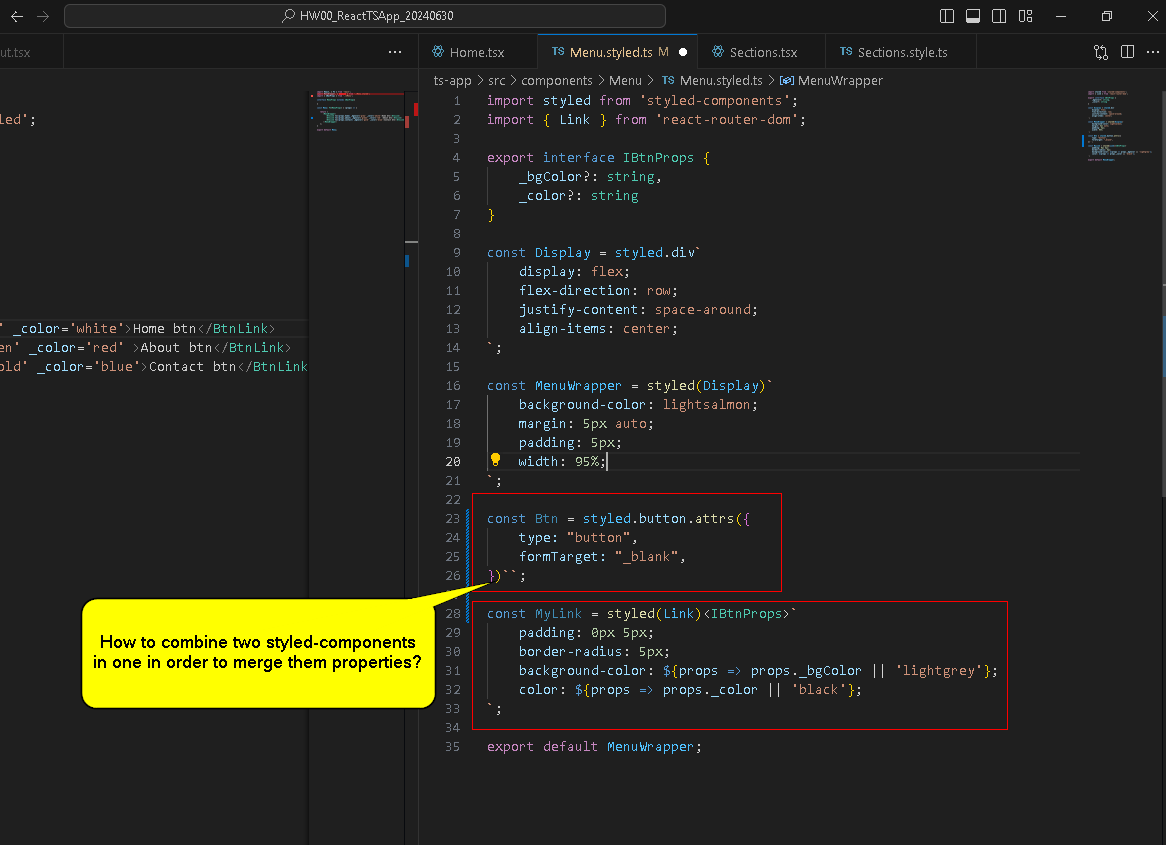 HW00_ReactTSApp_20240630
ut.tsx
Home.tsx
TS Menu.styled.ts M
Sections.tsx
TS Sections.style.ts
ts-app > src > components > Menu > TS Menu.styled.ts > MenuWrapper
led';
' _color='white'>Home btn</BtnLink>
en' _color='red' >About btn</BtnLink>
old' _color='blue'>Contact btn</BtnLink
1 import styled from 'styled-components';
2 import { Link } from 'react-router-dom';
3
4 export interface IBtnProps {
5 _bgColor?: string,
6 _color?: string
7 }
8
9 const Display = styled.div`
10 display: flex;
11 flex-direction: row;
12 justify-content: space-around;
13 align-items: center;
14 `;
15
16 const MenuWrapper = styled(Display)`
17 background-color: lightsalmon;
18 margin: 5px auto;
19 padding: 5px;
20 width: 95%;
21 `;
22
23 const Btn = styled.button.attrs({
24 type: "button",
25 formTarget: "_blank",
26 })``;
28 const MyLink = styled(Link)<IBtnProps>`
29 padding: 0px 5px;
30 border-radius: 5px;
31 background-color: ${props => props._bgColor || 'lightgrey'};
32 color: ${props => props._color || 'black'};
33 `;
34
35 export default MenuWrapper;
How to combine two styled-components
in one in order to merge them properties?